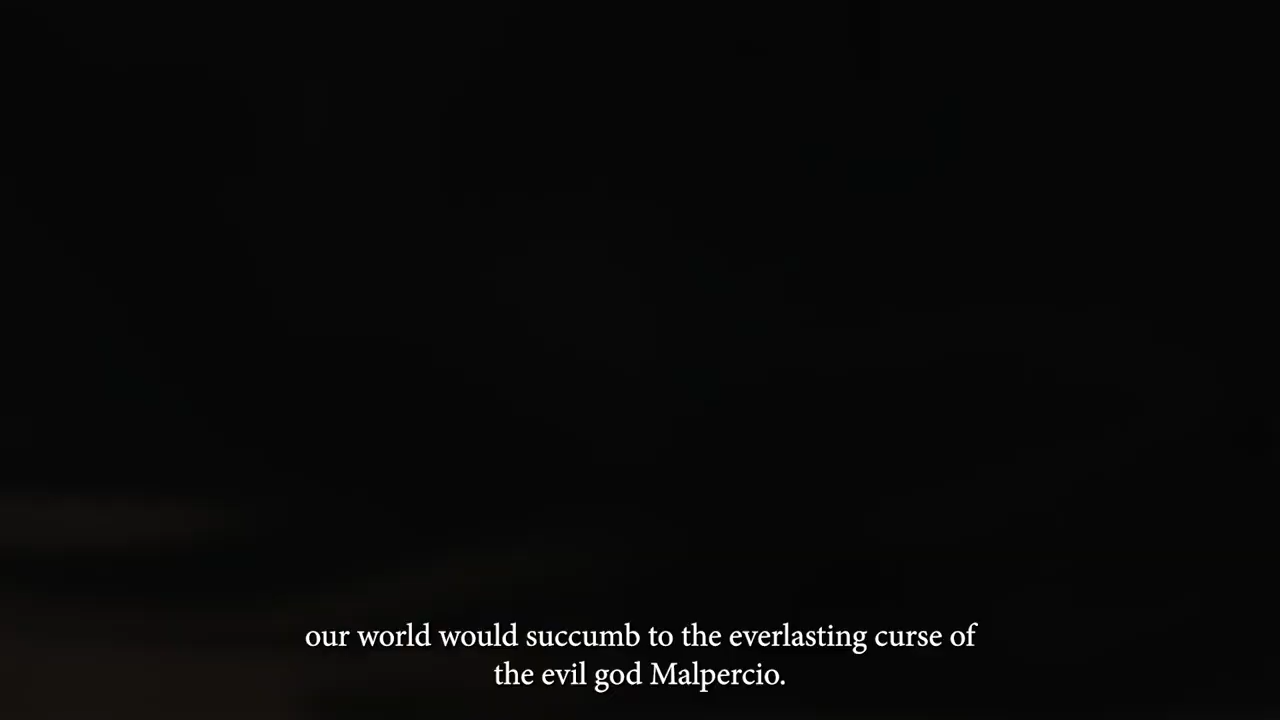 our world would succumb to the everlasting curse of
the evil god Malpercio.